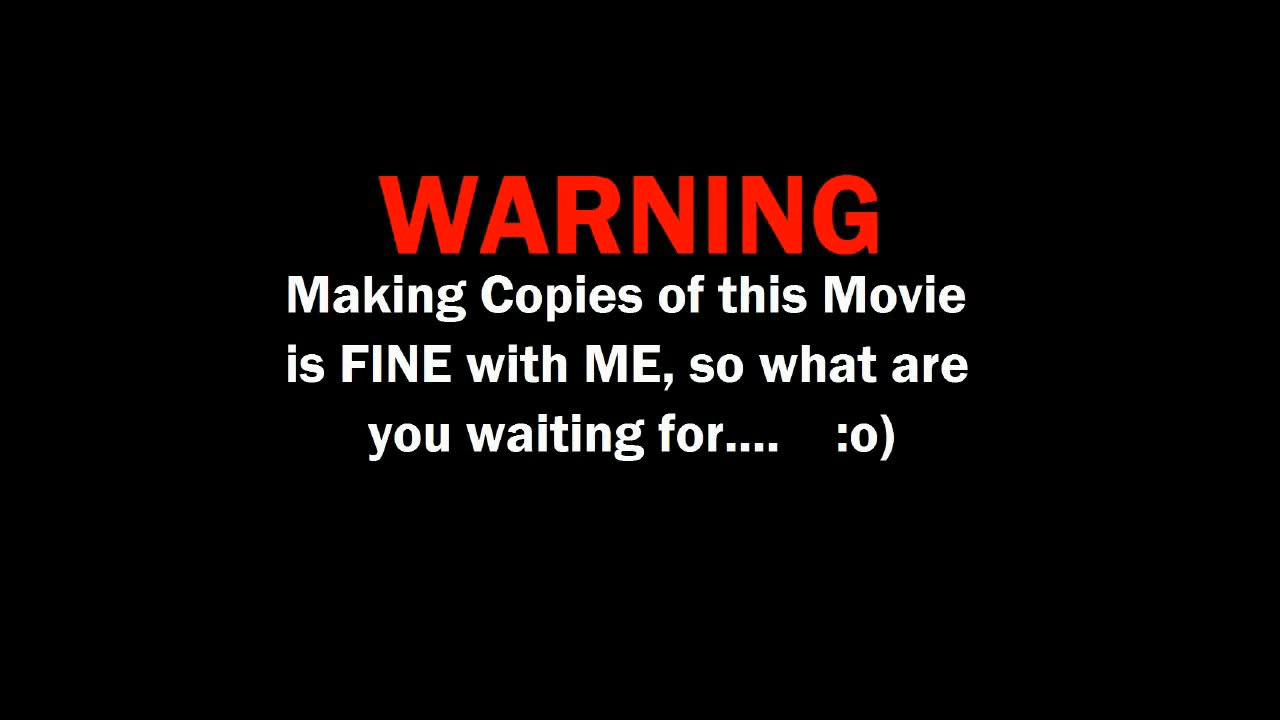 WARNING
Making Copies of this Movie
is FINE with ME, so what are
you waiting for.... :o)